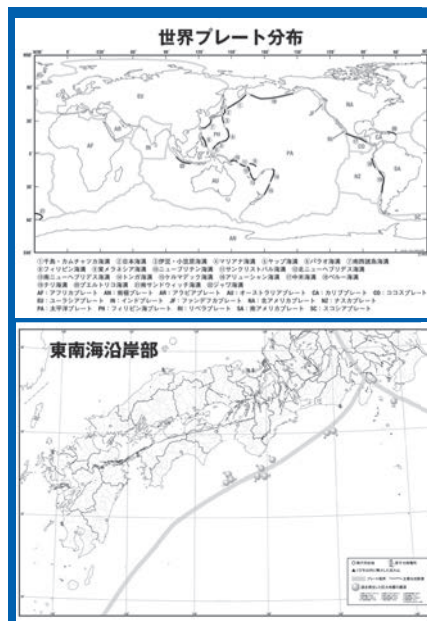 世界プレート分布
EU
NA
AR
AF
IN
PH
PA
CO
CA
RI
AU
NZ
SA
SC
AN
①千島・カムチャツカ海溝 ②日本海溝 ③伊豆・小笠原海溝 ④マリアナ海溝 ⑤ヤップ海溝 ⑥パラオ海溝 ⑦南西諸島海溝
⑧フィリピン海溝 ⑨東メラネシア海溝 ⑩ニューブリテン海溝 ⑪サンクリストバル海溝 ⑫北ニューヘブリデス海溝
⑬南ニューヘブリデス海溝 ⑭トンガ海溝 ⑮ケルマデック海溝 ⑯アリューシャン海溝 ⑰中米海溝 ⑱ペルー海溝
⑲チリ海溝 ⑳プエルトリコ海溝 ㉑南サンドウィッチ海溝 ㉒ジャワ海溝
AF：アフリカプレート AN：南極プレート AR：アラビアプレート AU：オーストラリアプレート CA：カリブプレート CO：ココスプレート
EU：ユーラシアプレート IN：インドプレート JF：ファンデフカプレート NA：北アメリカプレート NZ：ナスカプレート
PA：太平洋プレート PH：フィリピン海プレート RI：リベラプレート SA：南アメリカプレート SC：スコシアプレート
東南海沿岸部